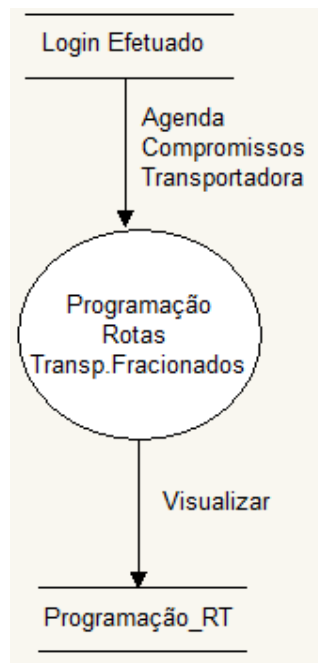 Login Efetuado
Agenda
Compromissos
Transportadora
Programação
Rotas
Transp.Fracionados
Visualizar
Programação_RT